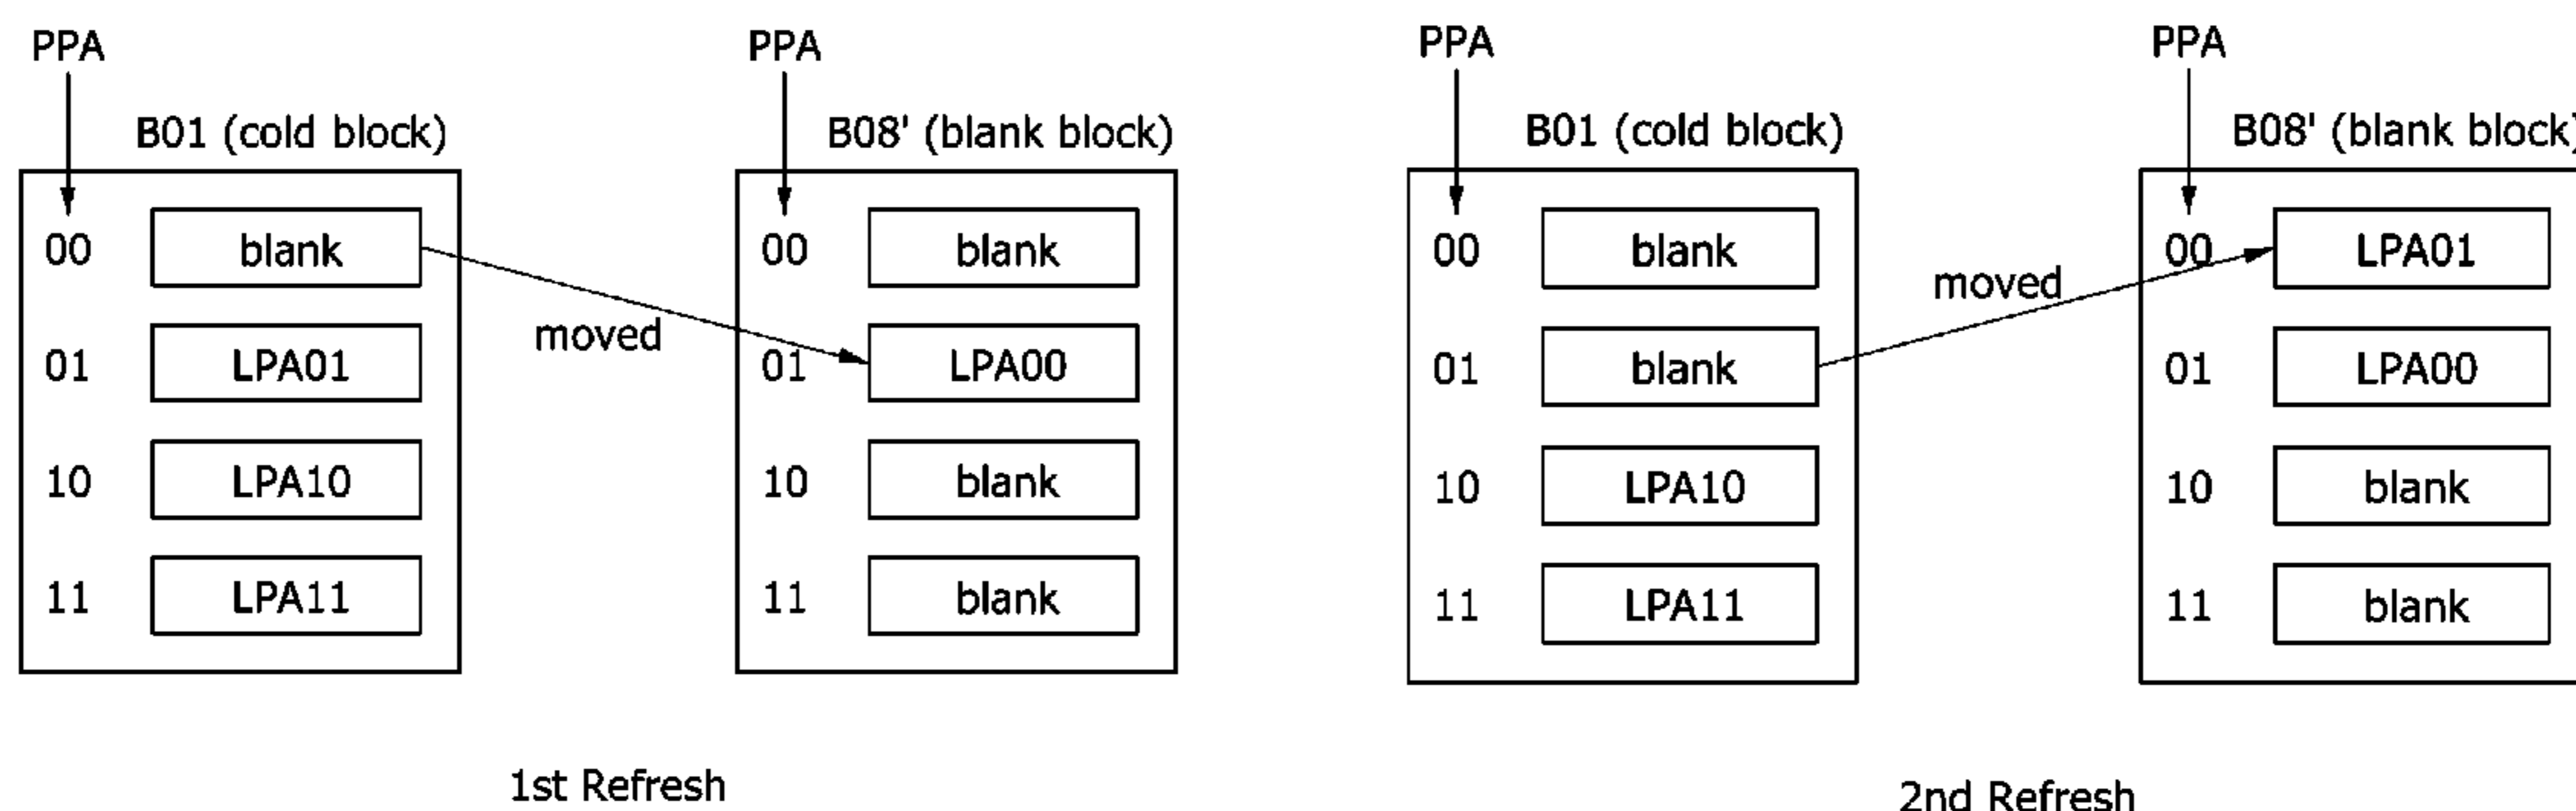 PPA
B01 (cold block)
00 blank
01 LPA01
10 LPA10
11 LPA11
moved
PPA
B08' (blank block)
00 blank
01 LPA00
10 blank
11 blank
1st Refresh
PPA
B01 (cold block)
00 blank
01 blank
10 LPA10
11 LPA11
moved
PPA
B08' (blank block)
00 LPA01
01 LPA00
10 blank
11 blank
2nd Refresh